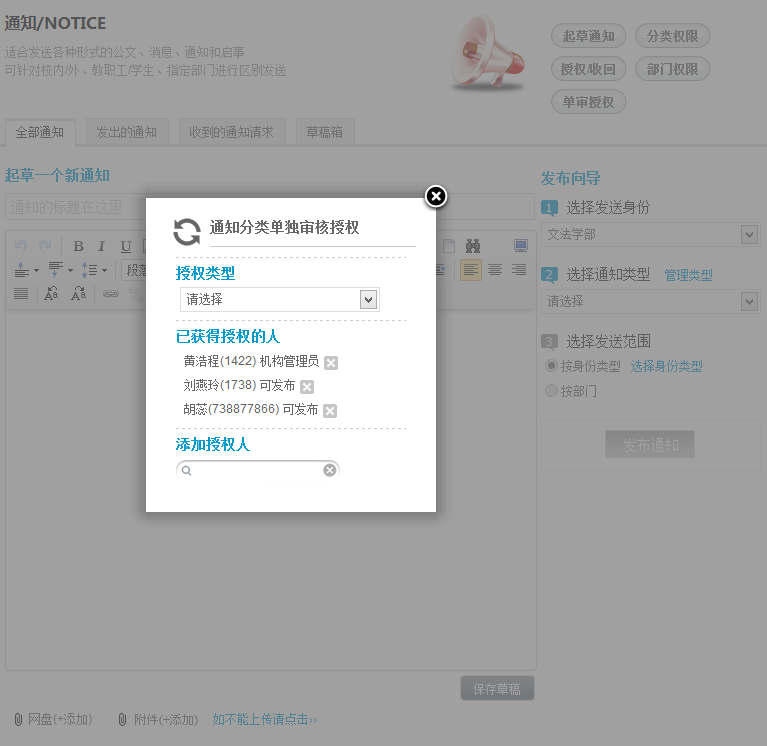 通知/NOTICE
适合发送各种形式的公文、消息、通知和启事
可针对校内/外、教职工/学生、指定部门进行区别发送
起草通知 分类权限
授权/收回 部门权限
单审授权
全部通知 发出的通知 收到的通知请求 草稿箱
起草一个新通知
通知的标题在这里
B I U
段落
通知分类单独审核授权
授权类型
请选择
已获得授权的人
黄浩程(1422) 机构管理员
刘燕玲(1738) 可发布
胡蕊(738877866) 可发布
添加授权人
发布向导
1 选择发送身份
文法学部
2 选择通知类型 管理类型
请选择
3 选择发送范围
按身份类型 选择身份类型
按部门
发布通知
保存草稿
网盘(+添加) 附件(+添加) 如不能上传请点击››